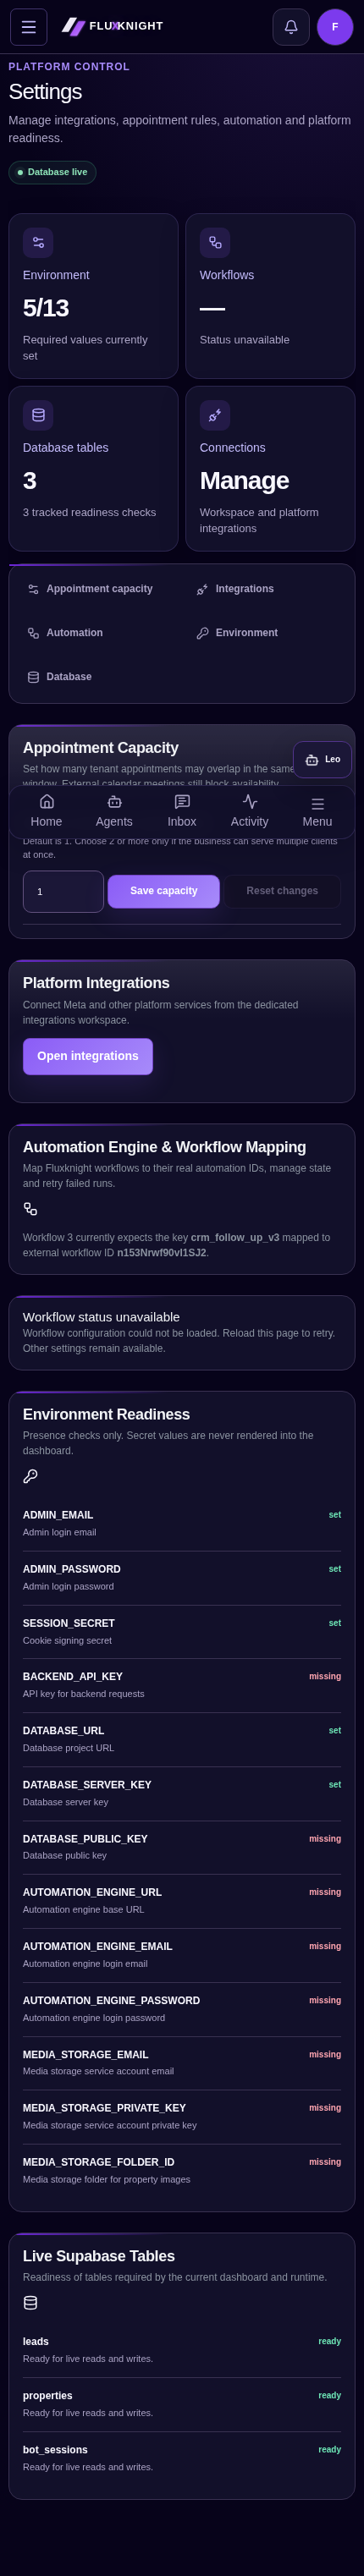 FLUXKNIGHT
F
PLATFORM CONTROL
Settings
Manage integrations, appointment rules, automation and platform
readiness.
Database live
Environment
5/13
Required values currently
set
Workflows
—
Status unavailable
Database tables
3
3 tracked readiness checks
Connections
Manage
Workspace and platform
integrations
Appointment capacity
Integrations
Automation
Environment
Database
Appointment Capacity
Set how many tenant appointments may overlap in the same
window. External calendar meetings still block availability.
Leo
Home
Agents
Inbox
Activity
Menu
Default is 1. Choose 2 or more only if the business can serve multiple clients
at once.
1
Save capacity
Reset changes
Platform Integrations
Connect Meta and other platform services from the dedicated
integrations workspace.
Open integrations
Automation Engine & Workflow Mapping
Map Fluxknight workflows to their real automation IDs, manage state
and retry failed runs.
Workflow 3 currently expects the key crm_follow_up_v3 mapped to
external workflow ID n153Nrwf90vI1SJ2.
Workflow status unavailable
Workflow configuration could not be loaded. Reload this page to retry.
Other settings remain available.
Environment Readiness
Presence checks only. Secret values are never rendered into the
dashboard.
ADMIN_EMAIL
set
Admin login email
ADMIN_PASSWORD
set
Admin login password
SESSION_SECRET
set
Cookie signing secret
BACKEND_API_KEY
missing
API key for backend requests
DATABASE_URL
set
Database project URL
DATABASE_SERVER_KEY
set
Database server key
DATABASE_PUBLIC_KEY
missing
Database public key
AUTOMATION_ENGINE_URL
missing
Automation engine base URL
AUTOMATION_ENGINE_EMAIL
missing
Automation engine login email
AUTOMATION_ENGINE_PASSWORD
missing
Automation engine login password
MEDIA_STORAGE_EMAIL
missing
Media storage service account email
MEDIA_STORAGE_PRIVATE_KEY
missing
Media storage service account private key
MEDIA_STORAGE_FOLDER_ID
missing
Media storage folder for property images
Live Supabase Tables
Readiness of tables required by the current dashboard and runtime.
leads
ready
Ready for live reads and writes.
properties
ready
Ready for live reads and writes.
bot_sessions
ready
Ready for live reads and writes.